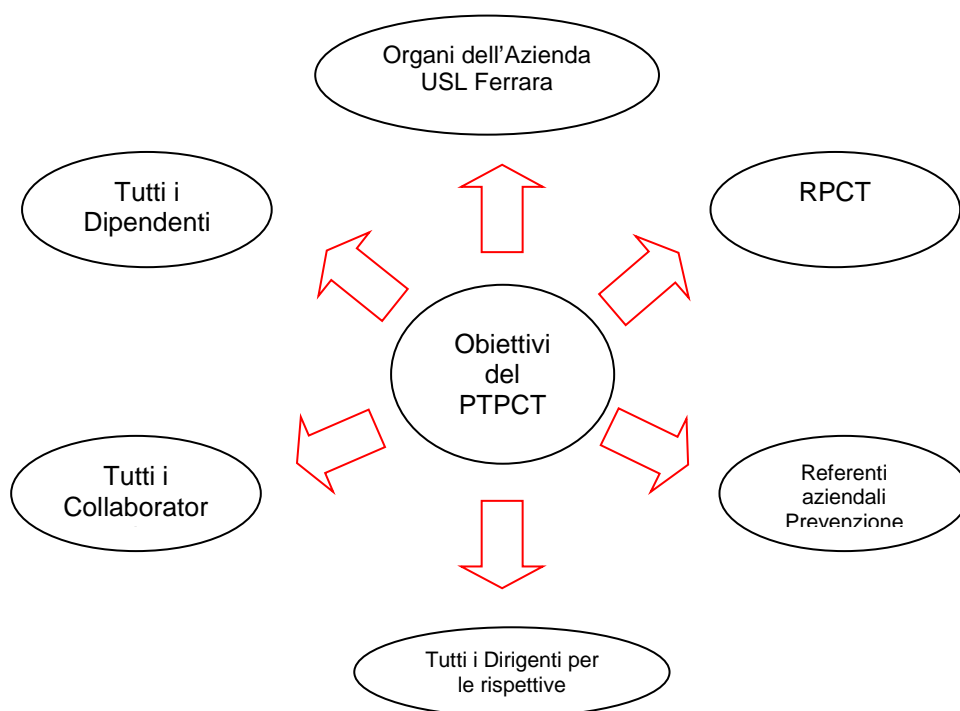 Organi dell'Azienda
USL Ferrara
Tutti i
Dipendenti
RPCT
Obiettivi
del
PTPCT
Tutti i
Collaborator
Referenti
aziendali
Prevenzione
Tutti i Dirigenti per
le rispettive